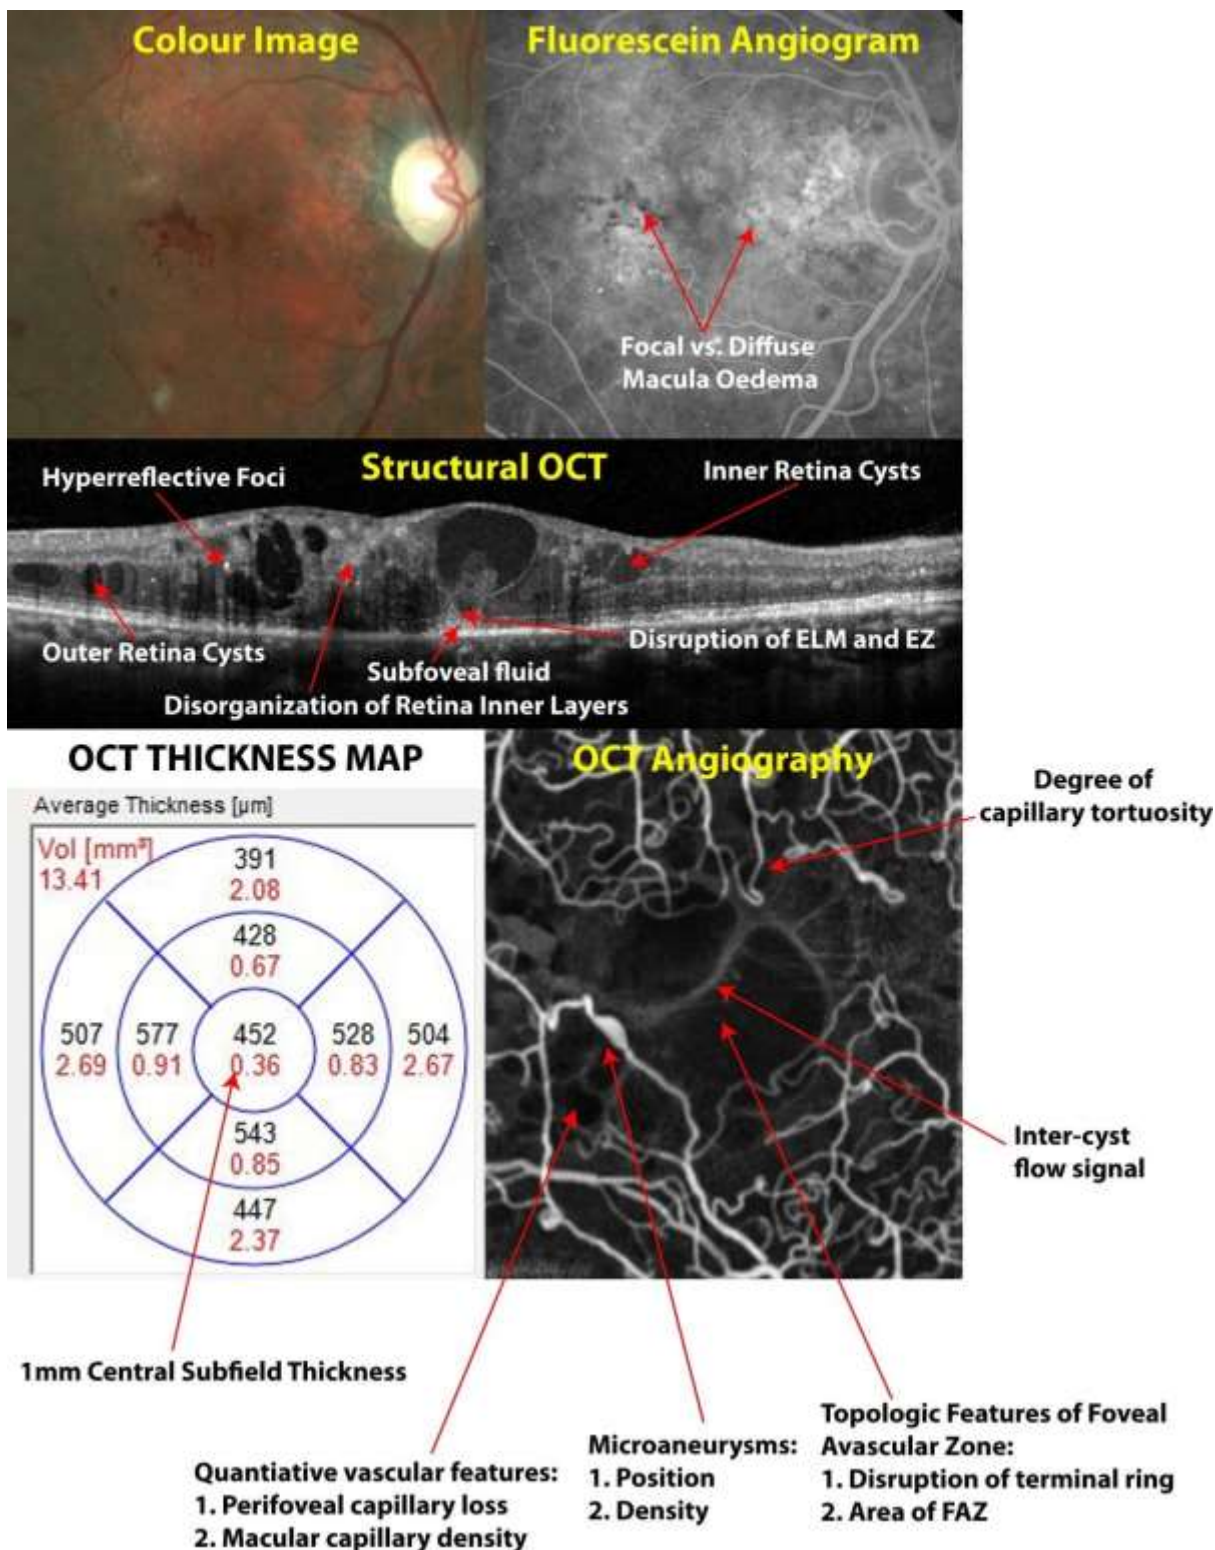 Colour Image
Fluorescein Angiogram
Focal vs. Diffuse
Macula Oedema
Structural OCT
Hyperreflective Foci
Inner Retina Cysts
Outer Retina Cysts
Disruption of ELM and EZ
Subfoveal fluid
Disorganization of Retina Inner Layers
OCT THICKNESS MAP
OCT Angiography
Average Thickness [µm]
Vol [mm³]
13.41
391
2.08
428
0.67
507 577 452 528 504
2.69 0.91 0.36 0.83 2.67
543
0.85
447
2.37
Degree of
capillary tortuosity
Inter-cyst
flow signal
1mm Central Subfield Thickness
Quantiative vascular features:
1. Perifoveal capillary loss
2. Macular capillary density
Microaneurysms:
1. Position
2. Density
Topologic Features of Foveal
Avascular Zone:
1. Disruption of terminal ring
2. Area of FAZ